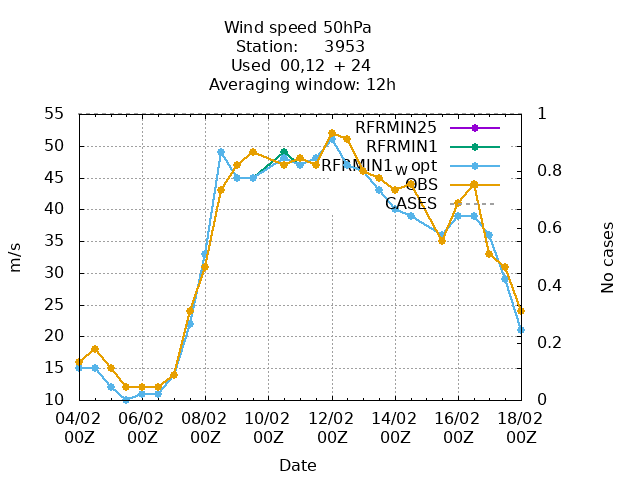 Wind speed 50hPa
Station: 3953
Used 00,12 + 24
Averaging window: 12h
55 1
50
45 0.8
40
35 0.6
30
25 0.4
20
15 0.2
10 0
m/s
No cases
RFRMIN25
RFRMIN1
RFRMIN1w opt
OBS
CASES
04/02 06/02 08/02 10/02 12/02 14/02 16/02 18/02
00Z 00Z 00Z 00Z 00Z 00Z 00Z 00Z
Date